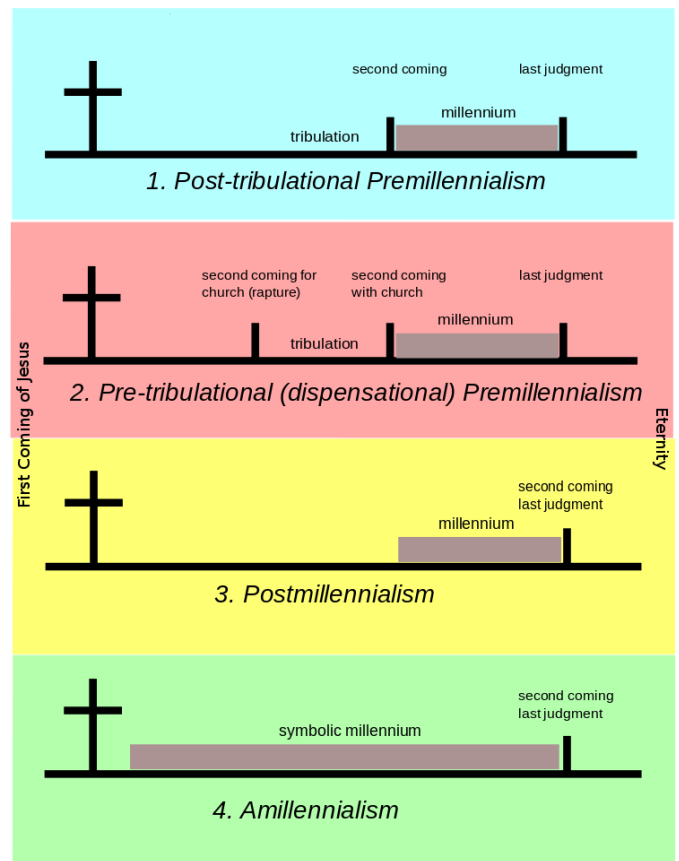 second coming
last judgment
millennium
tribulation
1. Post-tribulational Premillennialism
second coming for
church (rapture)
second coming
with church
last judgment
millennium
tribulation
2. Pre-tribulational (dispensational) Premillennialism
First Coming of Jesus
Eternity
second coming
last judgment
millennium
3. Postmillennialism
second coming
last judgment
symbolic millennium
4. Amillennialism